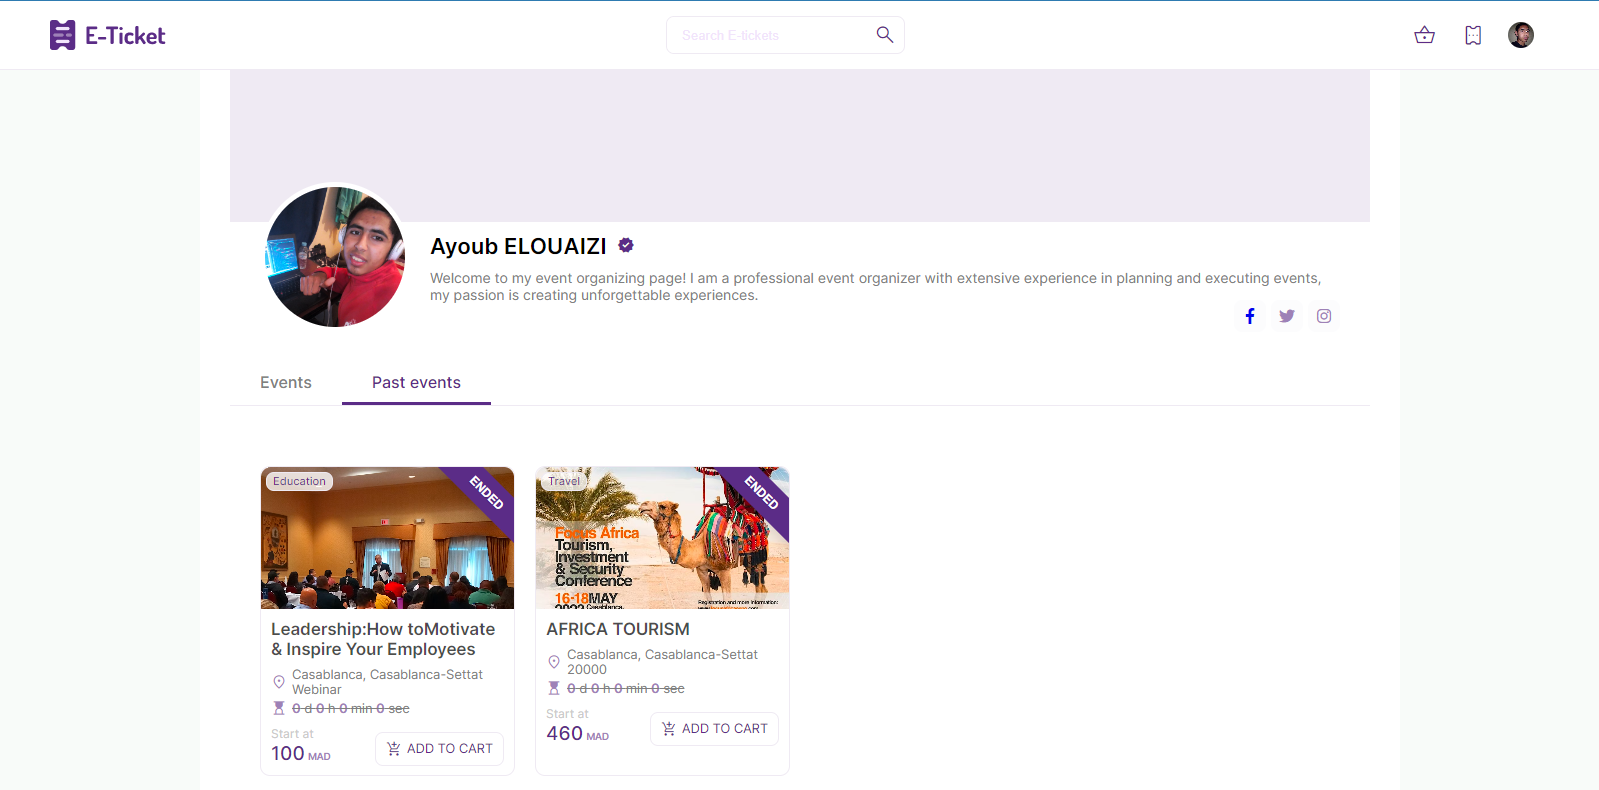 E-Ticket
Search E-tickets
Ayoub ELOUAIZI
Welcome to my event organizing page! I am a professional event organizer with extensive experience in planning and executing events,
my passion is creating unforgettable experiences.
Events
Past events
Education
ENDED
Leadership:How toMotivate
& Inspire Your Employees
Casablanca, Casablanca-Settat
Webinar
0 d 0 h 0 min 0 sec
Start at
100 MAD
ADD TO CART
Travel
ENDED
Focus Africa
Tourism,
Investment
& Security
Conference
16-18MAY
2023 Casablanca,
Registration and more information:
AFRICA TOURISM
Casablanca, Casablanca-Settat
20000
0 d 0 h 0 min 0 sec
Start at
460 MAD
ADD TO CART